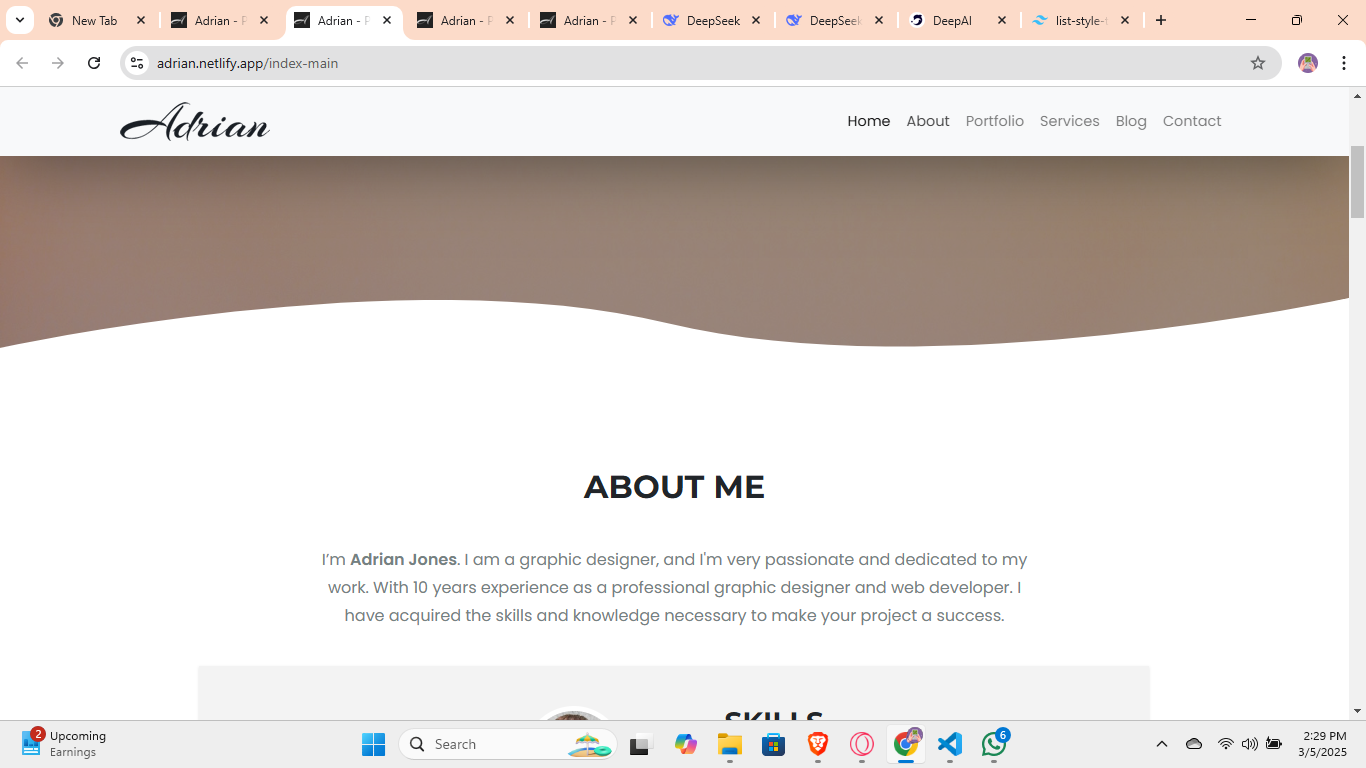 New Tab
Adrian - P
Adrian - P
Adrian - P
Adrian - P
DeepSeek
DeepSeek
DeepAI
list-style-t
adrian.netlify.app/index-main
Adrian
Home About Portfolio Services Blog Contact
ABOUT ME
I’m Adrian Jones. I am a graphic designer, and I'm very passionate and dedicated to my
work. With 10 years experience as a professional graphic designer and web developer. I
have acquired the skills and knowledge necessary to make your project a success.
SKILLS
2
Upcoming
Earnings
Search
6
2:29 PM
3/5/2025